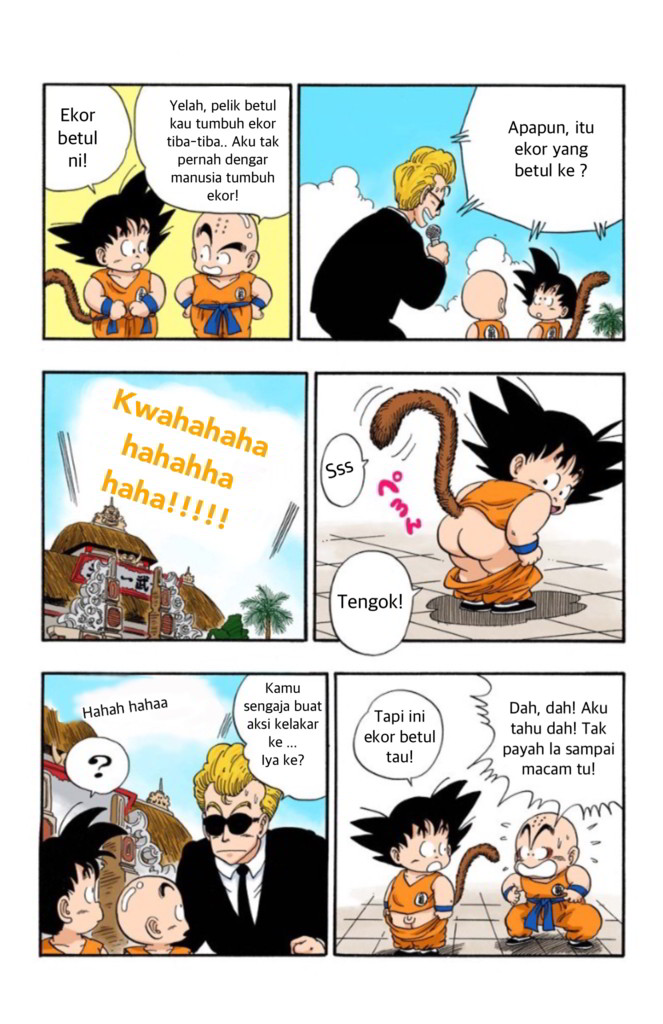 Ekor
betul
ni!
Yelah, pelik betul
kau tumbuh ekor
tiba-tiba.. Aku tak
pernah dengar
manusia tumbuh
ekor!
Apapun, itu
ekor yang
betul ke ?
Kwahahaha
hahahha
haha!!!!!
武一
Sss
Tengok!
Hahah hahaa
?
Kamu
sengaja buat
aksi kelakar
ke ...
Iya ke?
Tapi ini
ekor betul
tau!
Dah, dah! Aku
tahu dah! Tak
payah la sampai
macam tu!